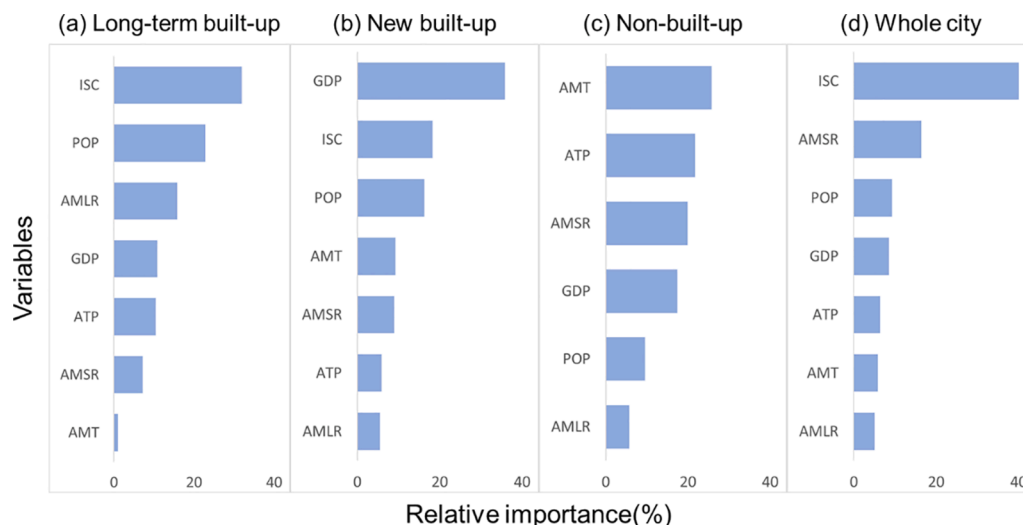 (a) Long-term built-up
(b) New built-up
(c) Non-built-up
(d) Whole city
Variables
ISC
POP
AMLR
GDP
ATP
AMSR
AMT
0 20 40
GDP
ISC
POP
AMT
AMSR
ATP
AMLR
0 20 40
AMT
ATP
AMSR
GDP
POP
AMLR
0 20 40
ISC
AMSR
POP
GDP
ATP
AMT
AMLR
0 20 40
Relative importance(%)